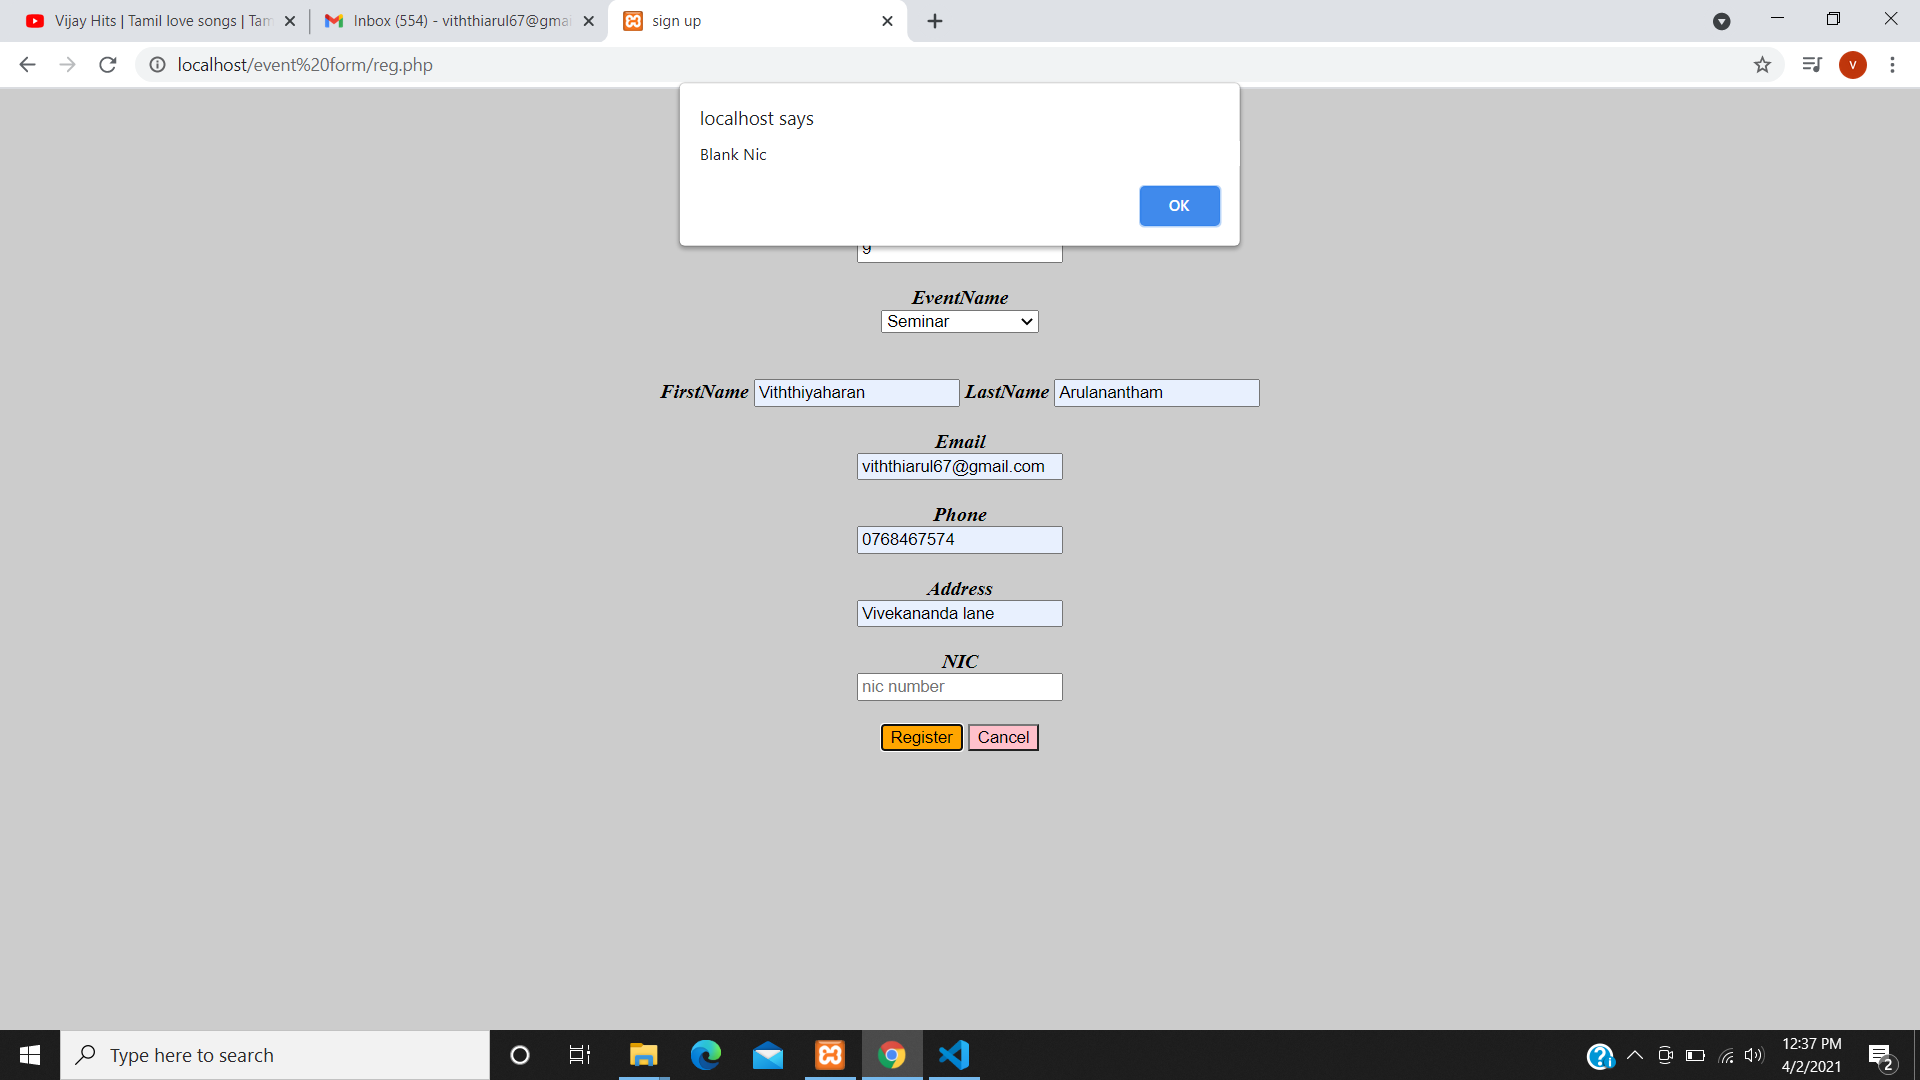 Vijay Hits | Tamil love songs | Tam
Inbox (554) - viththiarul67@gmai
sign up
localhost/event%20form/reg.php
V
localhost says
Blank Nic
OK
9
EventName
Seminar
FirstName Viththiyaharan LastName Arulanantham
Email
viththiarul67@gmail.com
Phone
0768467574
Address
Vivekananda lane
NIC
nic number
Register Cancel
Type here to search
12:37 PM
4/2/2021
2